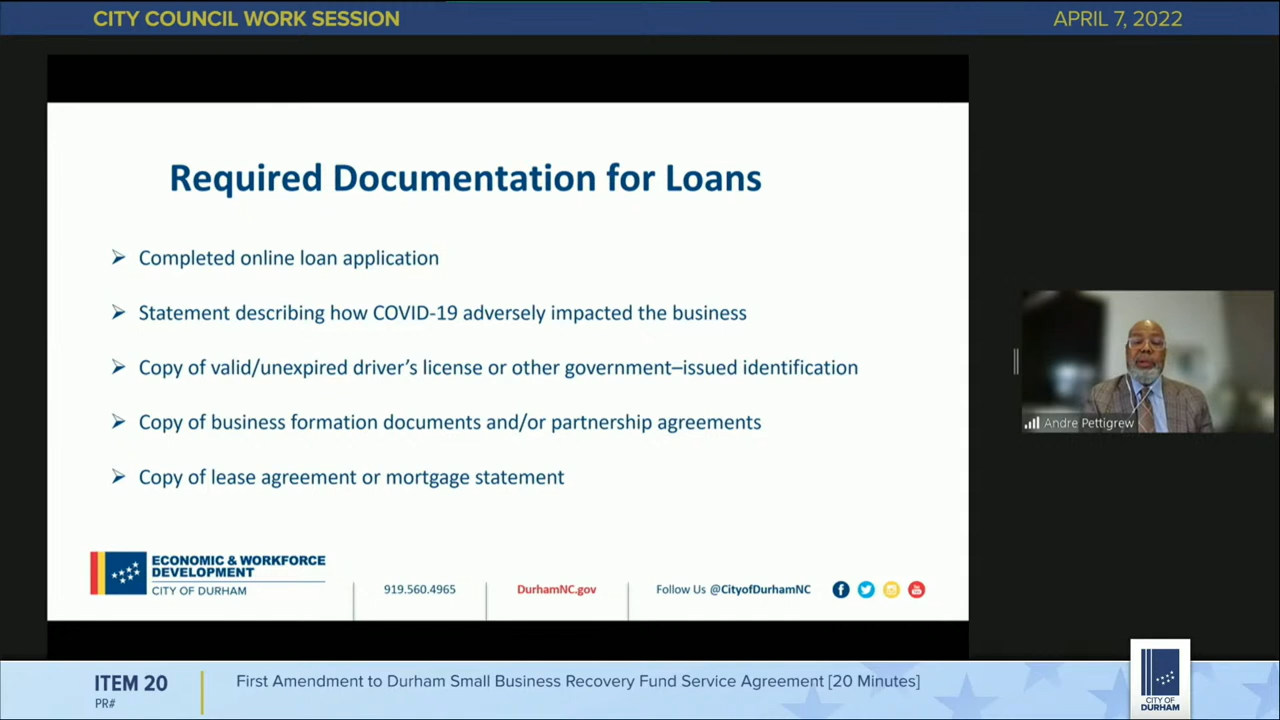 CITY COUNCIL WORK SESSION
APRIL 7, 2022
Required Documentation for Loans
Completed online loan application
Statement describing how COVID-19 adversely impacted the business
Copy of valid/unexpired driver's license or other government–issued identification
Copy of business formation documents and/or partnership agreements
Copy of lease agreement or mortgage statement
ECONOMIC & WORKFORCE
DEVELOPMENT
CITY OF DURHAM
919.560.4965
DurhamNC.gov
Follow Us @CityofDurhamNC
Andre Pettigrew
ITEM 20
PR#
First Amendment to Durham Small Business Recovery Fund Service Agreement [20 Minutes]
CITY OF
DURHAM